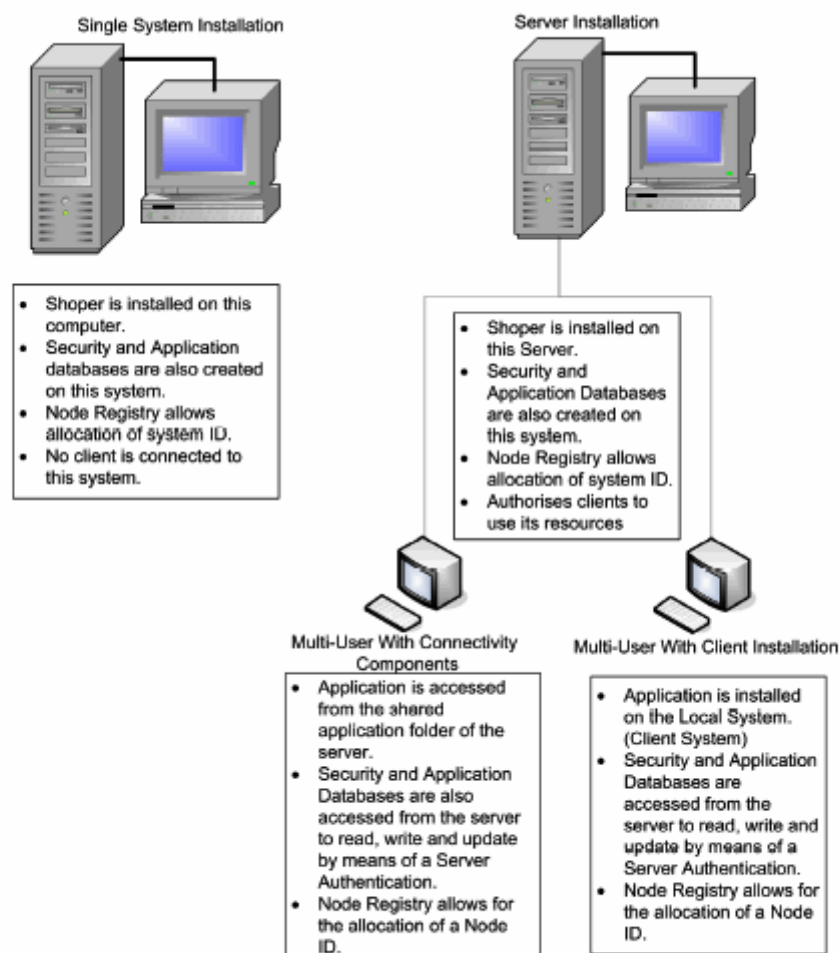 Single System Installation
Server Installation
• Shoper is installed on this
computer.
• Security and Application
databases are also created
on this system.
• Node Registry allows
allocation of system ID.
• No client is connected to
this system.
• Shoper is installed on
this Server.
• Security and
Application Databases
are also created on
this system.
• Node Registry allows
allocation of system ID.
• Authorises clients to
use its resources
Multi-User With Connectivity
Components
• Application is accessed
from the shared
application folder of the
server.
• Security and Application
Databases are also
accessed from the server
to read, write and update
by means of a Server
Authentication.
• Node Registry allows for
the allocation of a Node
ID.
Multi-User With Client Installation
• Application is installed
on the Local System.
(Client System)
• Security and Application
Databases are
accessed from the
server to read, write and
update by means of a
Server Authentication.
• Node Registry allows for
the allocation of a Node
ID.